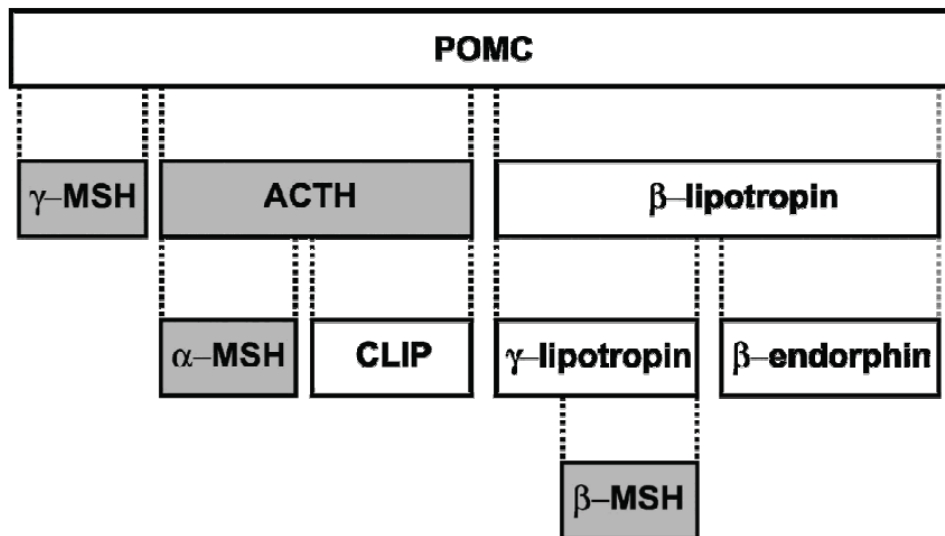 POMC
γ–MSH
ACTH
β–lipotropin
α–MSH
CLIP
γ–lipotropin
β–endorphin
β–MSH